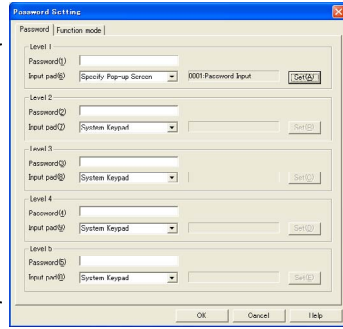 Password Setting
Password Function mode
Level 1
Password(1)
Input pad(6) Specify Pop-up Screen 0001:Password Input Set(A)
Level 2
Password(2)
Input pad(7) System Keypad Set(B)
Level 3
Password(3)
Input pad(8) System Keypad Set(C)
Level 4
Password(4)
Input pad(9) System Keypad Set(D)
Level 5
Password(5)
Input pad(0) System Keypad Set(E)
OK Cancel Help